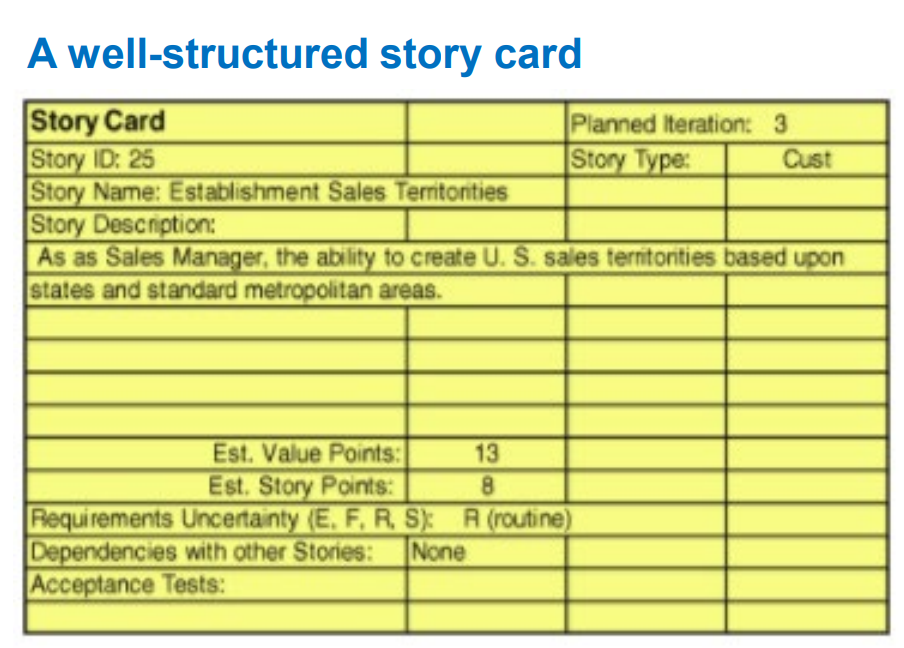 A well-structured story card
Story Card Planned Iteration: 3
Story ID: 25 Story Type: Cust
Story Name: Establishment Sales Territorities
Story Description:
As as Sales Manager, the ability to create U. S. sales territorities based upon
states and standard metropolitan areas.
Est. Value Points: 13
Est. Story Points: 8
Requirements Uncertainty (E, F, R, S): R (routine)
Dependencies with other Stories: None
Acceptance Tests: